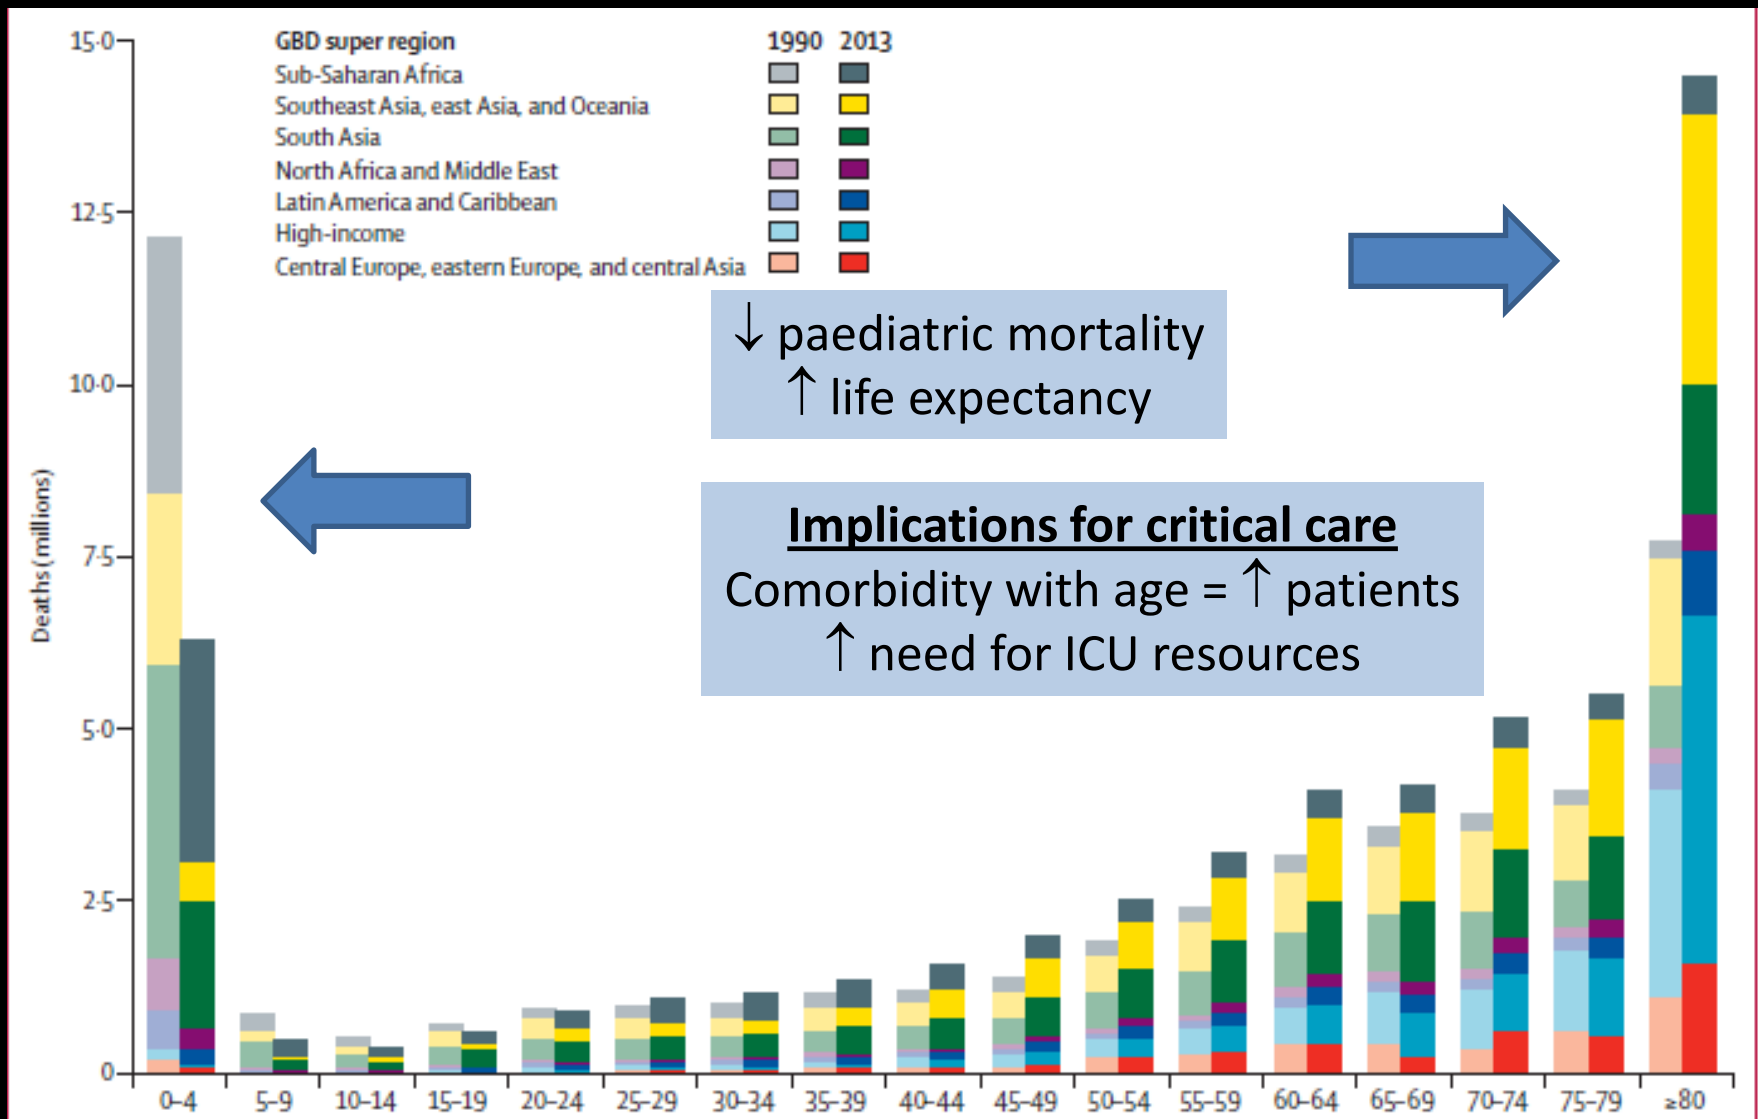 GBD super region 1990 2013
Sub-Saharan Africa
Southeast Asia, east Asia, and Oceania
South Asia
North Africa and Middle East
Latin America and Caribbean
High-income
Central Europe, eastern Europe, and central Asia
↓ paediatric mortality
↑ life expectancy
Implications for critical care
Comorbidity with age = ↑ patients
↑ need for ICU resources
Deaths (millions)
15·0
12·5
10·0
7·5
5·0
2·5
0
0–4 5–9 10–14 15–19 20–24 25–29 30–34 35–39 40–44 45–49 50–54 55–59 60–64 65–69 70–74 75–79 ≥80